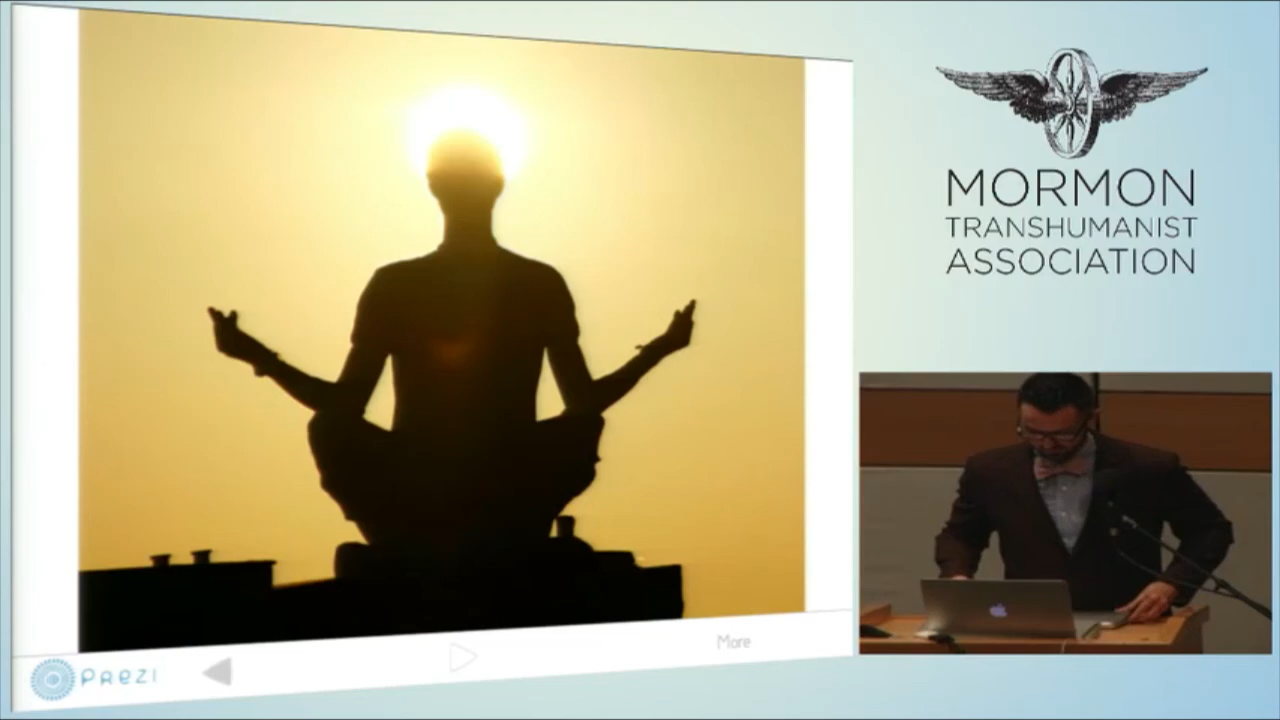 MORMON
TRANSHUMANIST
ASSOCIATION
More
PREZI